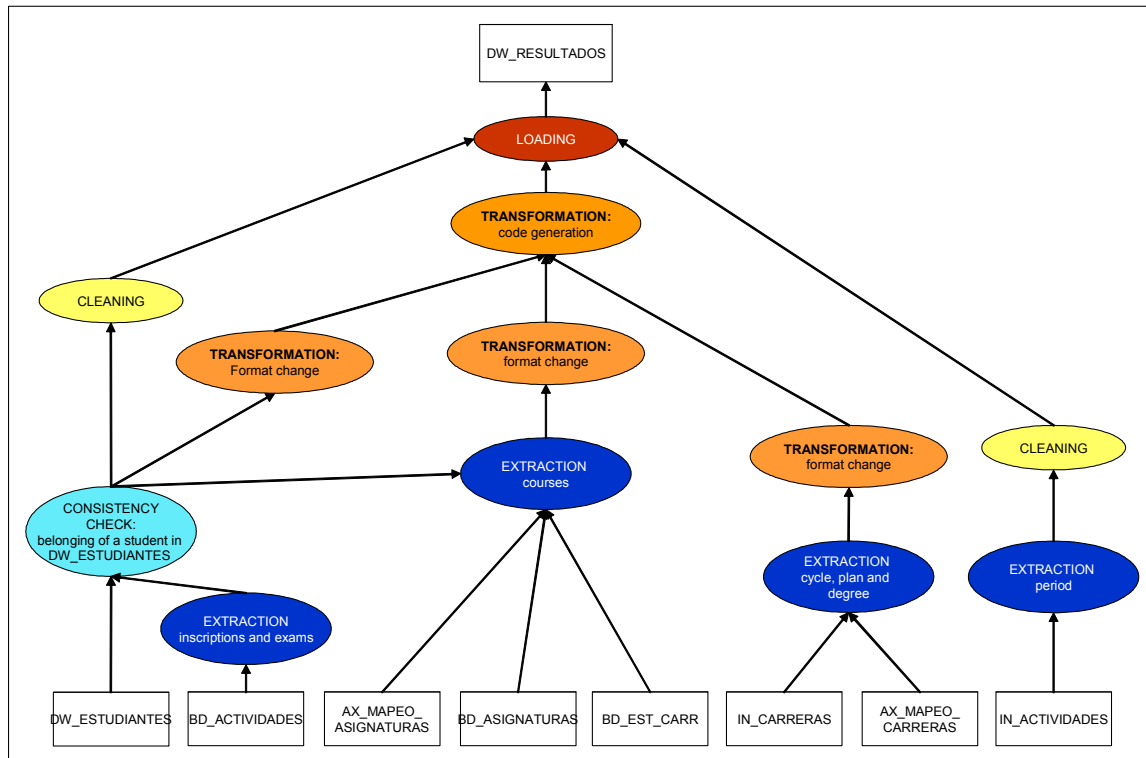 DW_RESULTADOS
LOADING
TRANSFORMATION:
code generation
CLEANING
TRANSFORMATION:
Format change
TRANSFORMATION:
format change
EXTRACTION
courses
TRANSFORMATION:
format change
CLEANING
CONSISTENCY
CHECK:
belonging of a student in
DW_ESTUDIANTES
EXTRACTION
cycle, plan and
degree
EXTRACTION
period
EXTRACTION
inscriptions and exams
DW_ESTUDIANTES
BD_ACTIVIDADES
AX_MAPEO_
ASIGNATURAS
BD_ASIGNATURAS
BD_EST_CARR
IN_CARRERAS
AX_MAPEO_
CARRERAS
IN_ACTIVIDADES